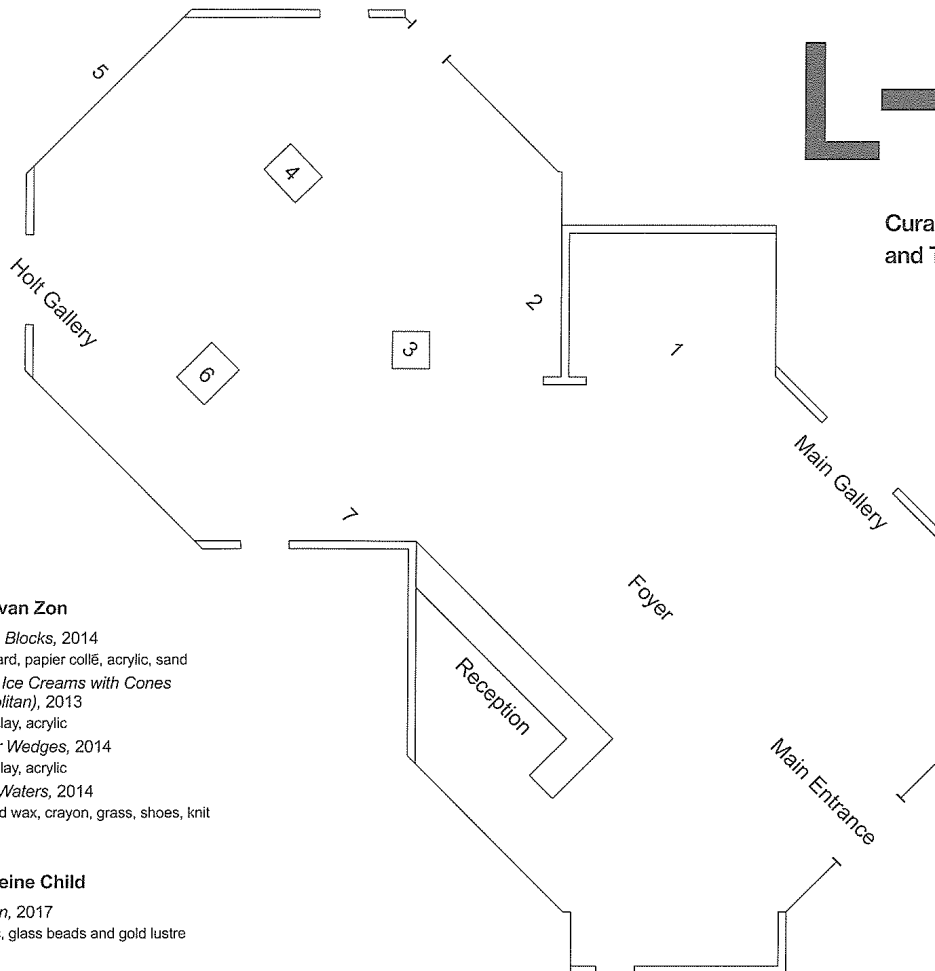 5
4
Holt Gallery
2
3
1
6
Main Gallery
7
Foyer
Reception
Main Entrance
L-
Cura
and T
van Zon
Blocks, 2014
ard, papier collé, acrylic, sand
Ice Creams with Cones
litan), 2013
lay, acrylic
r Wedges, 2014
lay, acrylic
Waters, 2014
d wax, crayon, grass, shoes, knit
eine Child
n, 2017
, glass beads and gold lustre